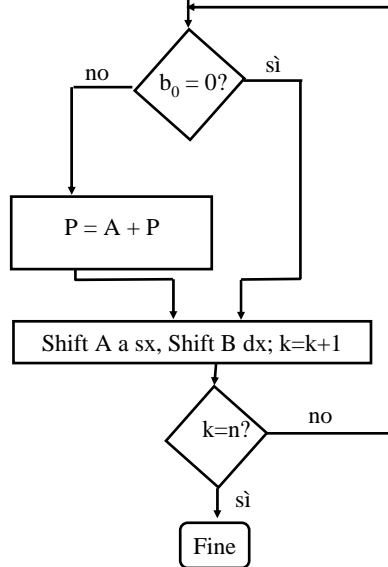 b₀ = 0?
no
sì
P = A + P
Shift A a sx, Shift B dx; k=k+1
k=n?
no
sì
Fine